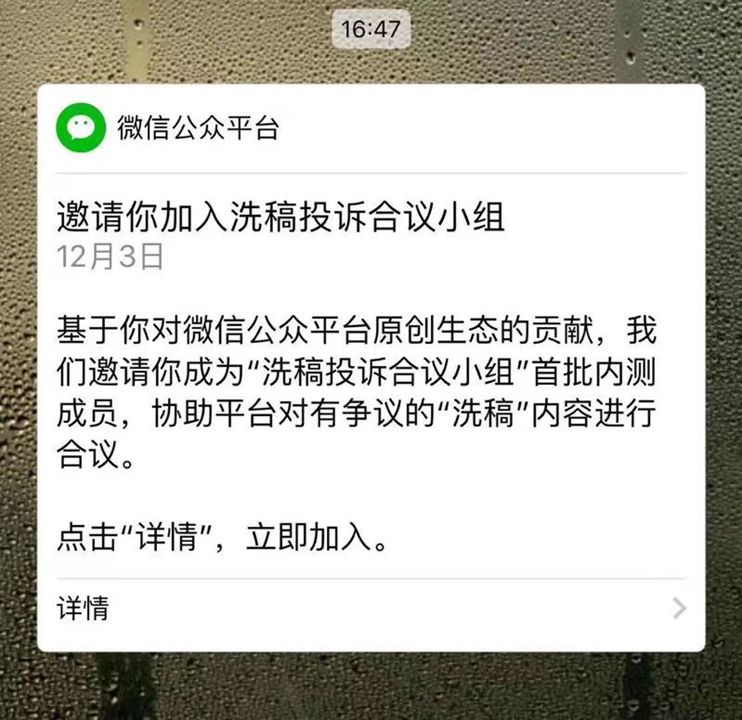 16:47
微信公众平台
邀请你加入洗稿投诉合议小组
12月3日
基于你对微信公众平台原创生态的贡献，我
们邀请你成为“洗稿投诉合议小组”首批内测
成员，协助平台对有争议的“洗稿”内容进行
合议。
点击“详情”，立即加入。
详情